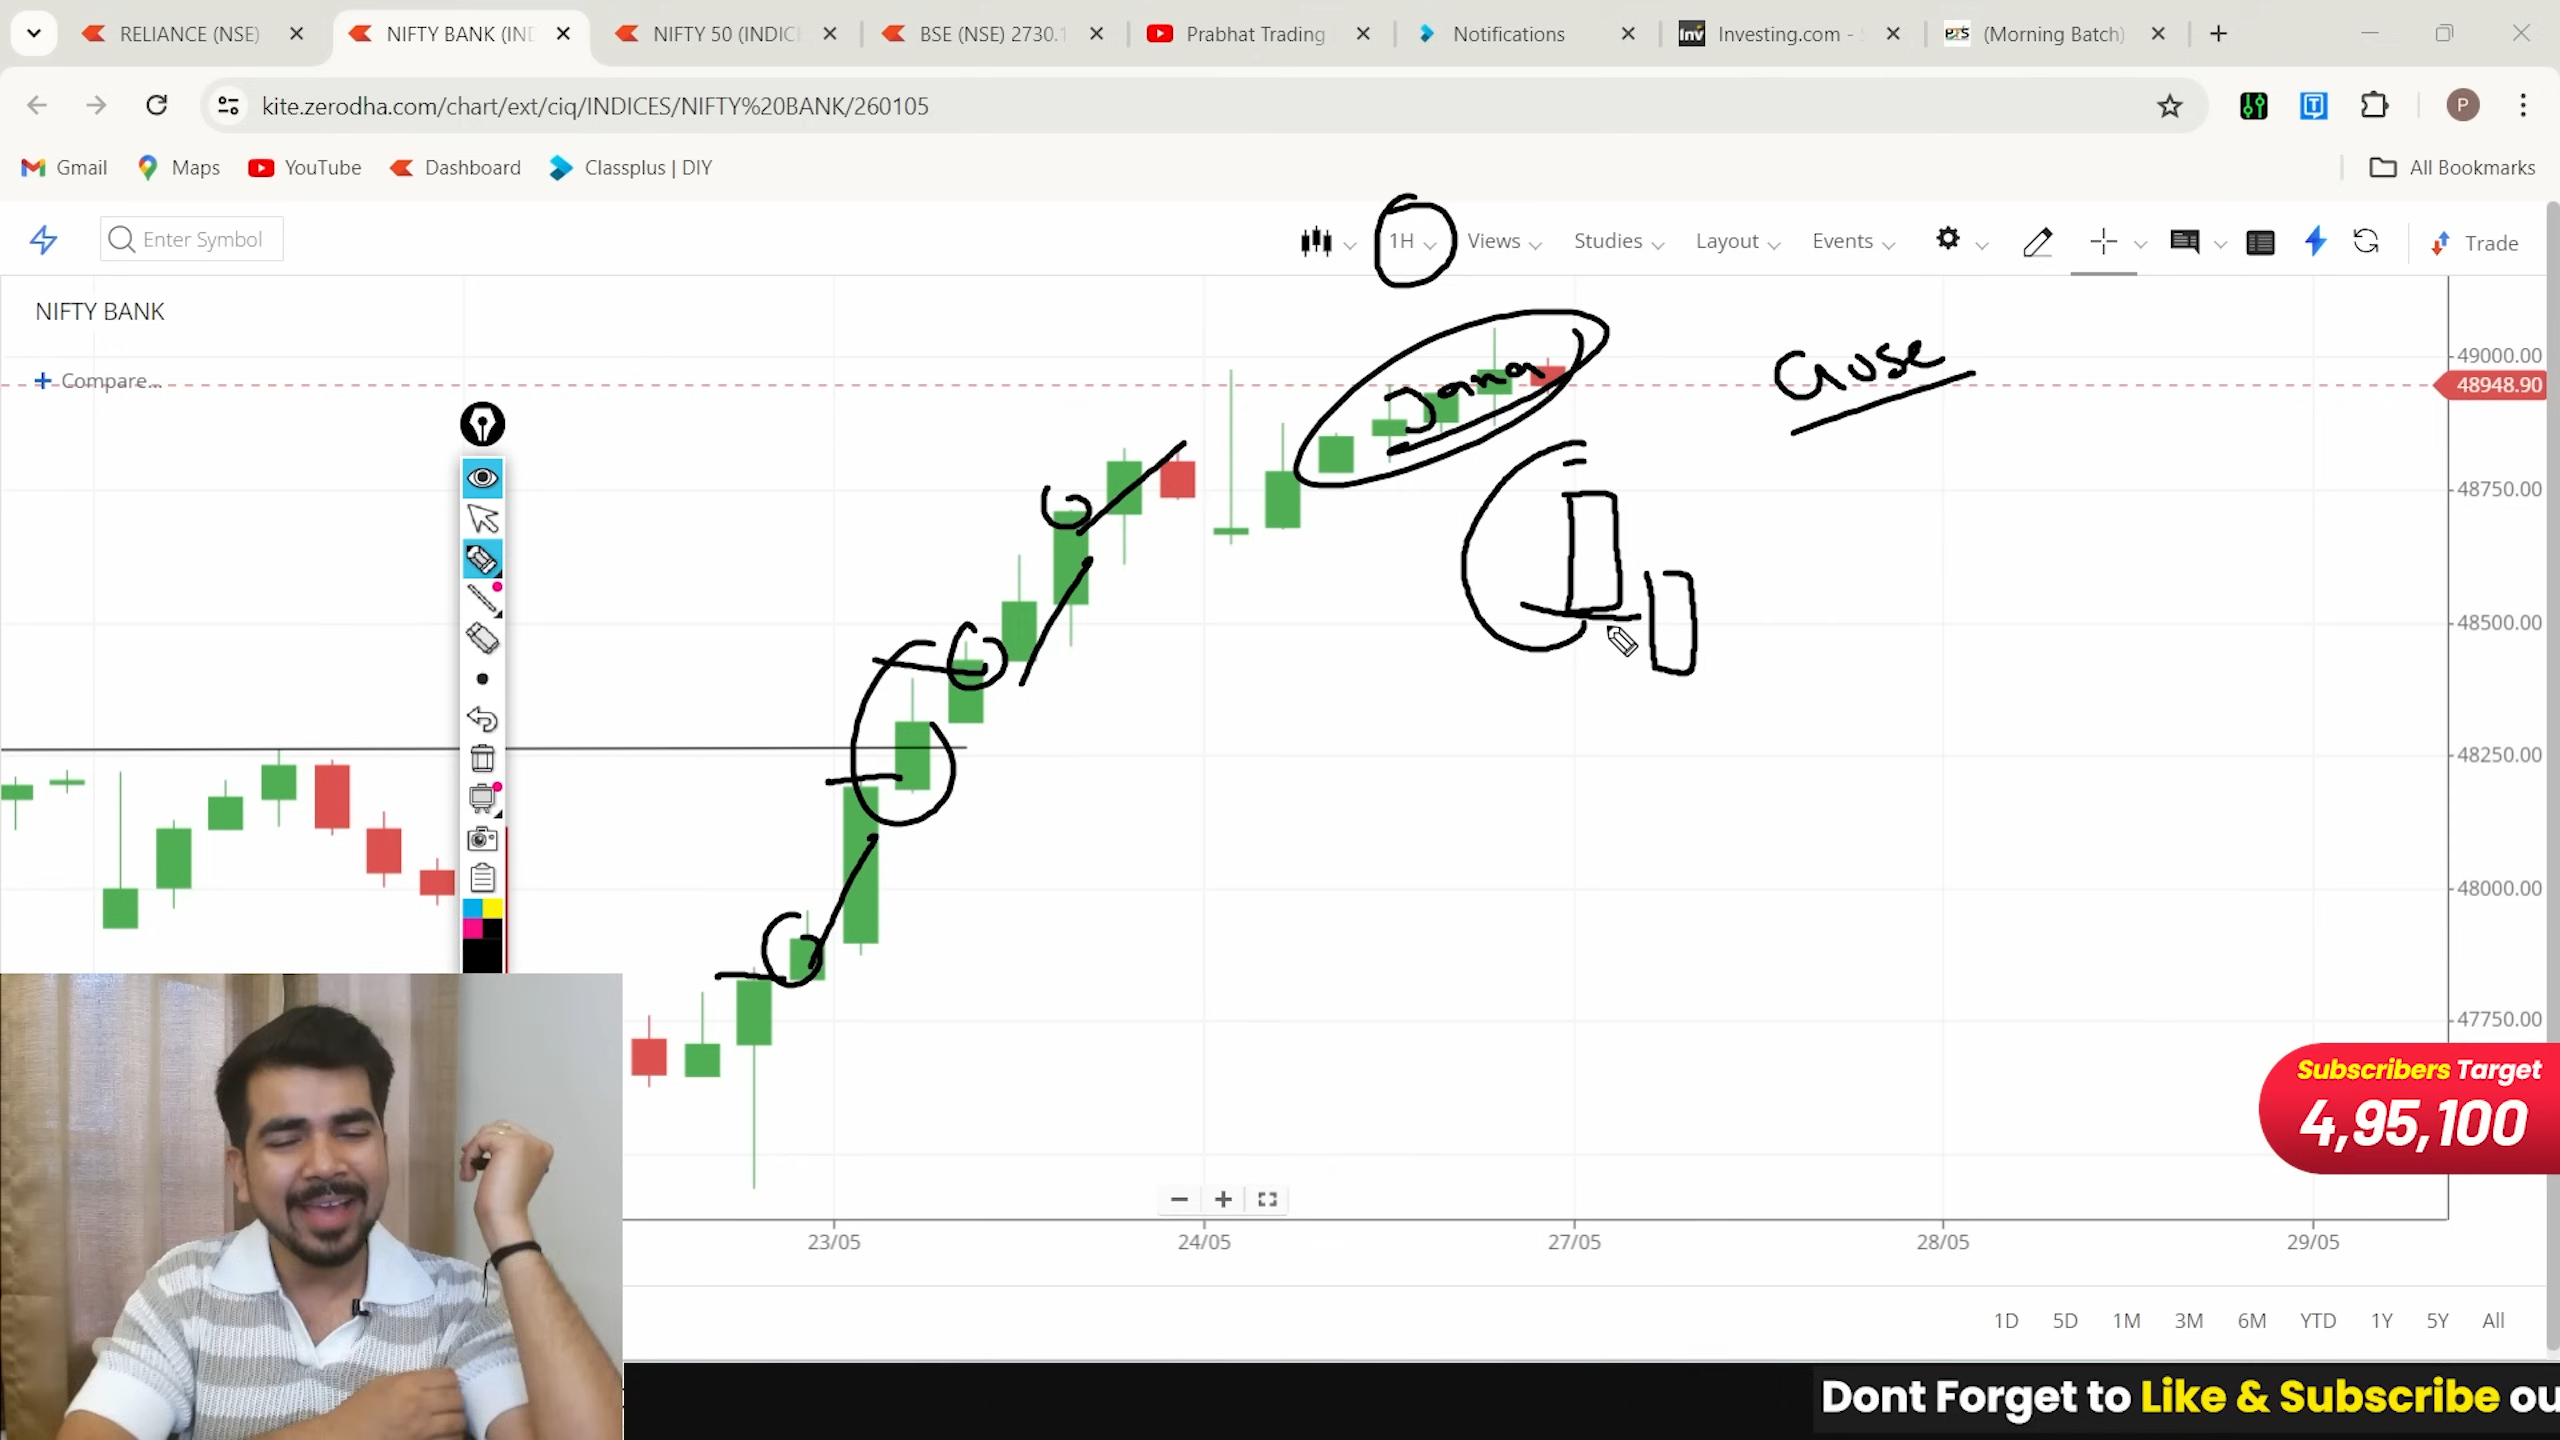 RELIANCE (NSE)
NIFTY BANK (IND
NIFTY 50 (INDIC
BSE (NSE) 2730.1
Prabhat Trading
Notifications
Investing.com -
(Morning Batch)
kite.zerodha.com/chart/ext/ciq/INDICES/NIFTY%20BANK/260105
P
Gmail
Maps
YouTube
Dashboard
Classplus | DIY
All Bookmarks
Enter Symbol
1H
Views
Studies
Layout
Events
Trade
NIFTY BANK
Compare...
close
49000.00
48948.90
48750.00
48500.00
48250.00
48000.00
47750.00
Subscribers Target
4,95,100
23/05
24/05
27/05
28/05
29/05
1D
5D
1M
3M
6M
YTD
1Y
5Y
All
Dont Forget to Like & Subscribe ou